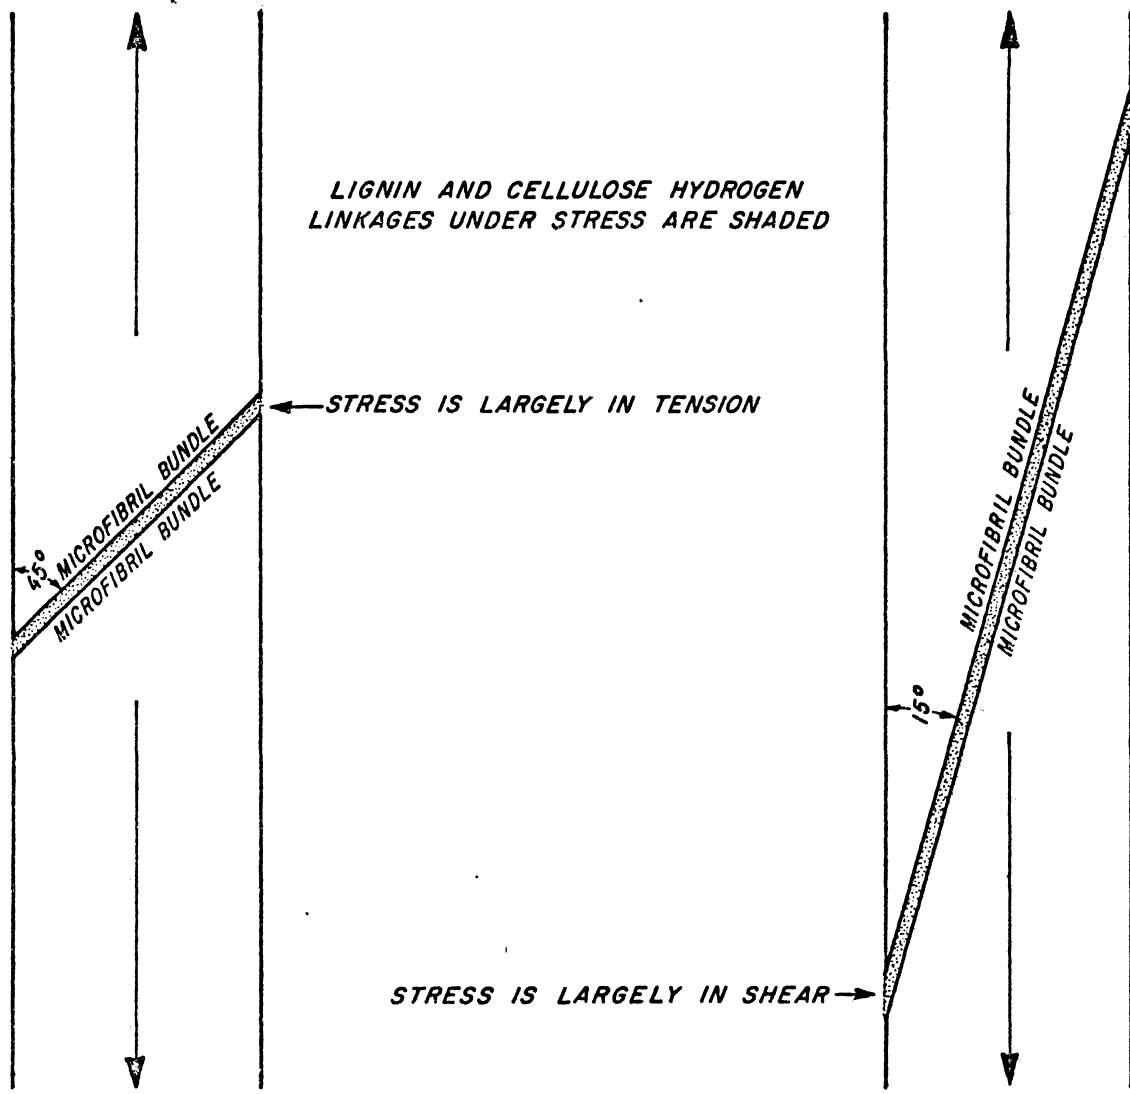 LIGNIN AND CELLULOSE HYDROGEN
LINKAGES UNDER STRESS ARE SHADED
STRESS IS LARGELY IN TENSION
MICROFIBRIL BUNDLE
MICROFIBRIL BUNDLE
45°
MICROFIBRIL BUNDLE
MICROFIBRIL BUNDLE
15°
STRESS IS LARGELY IN SHEAR